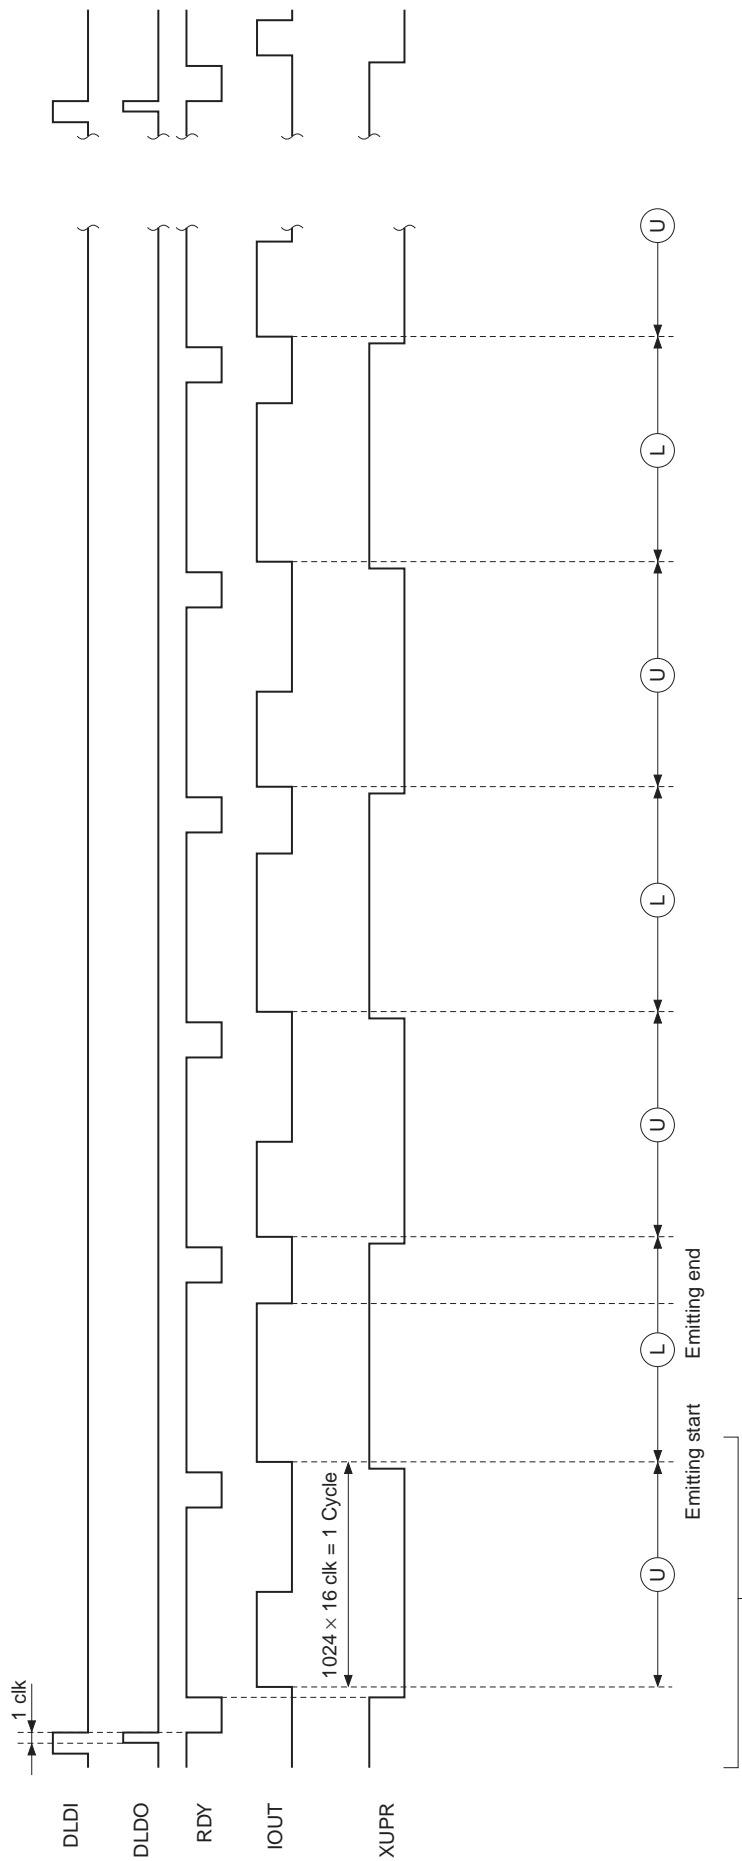 DLDI
1 clk
DLDO
RDY
IOUT
1024 × 16 clk = 1 Cycle
XUPR
U
L
U
L
U
L
U
Emitting start
Emitting end